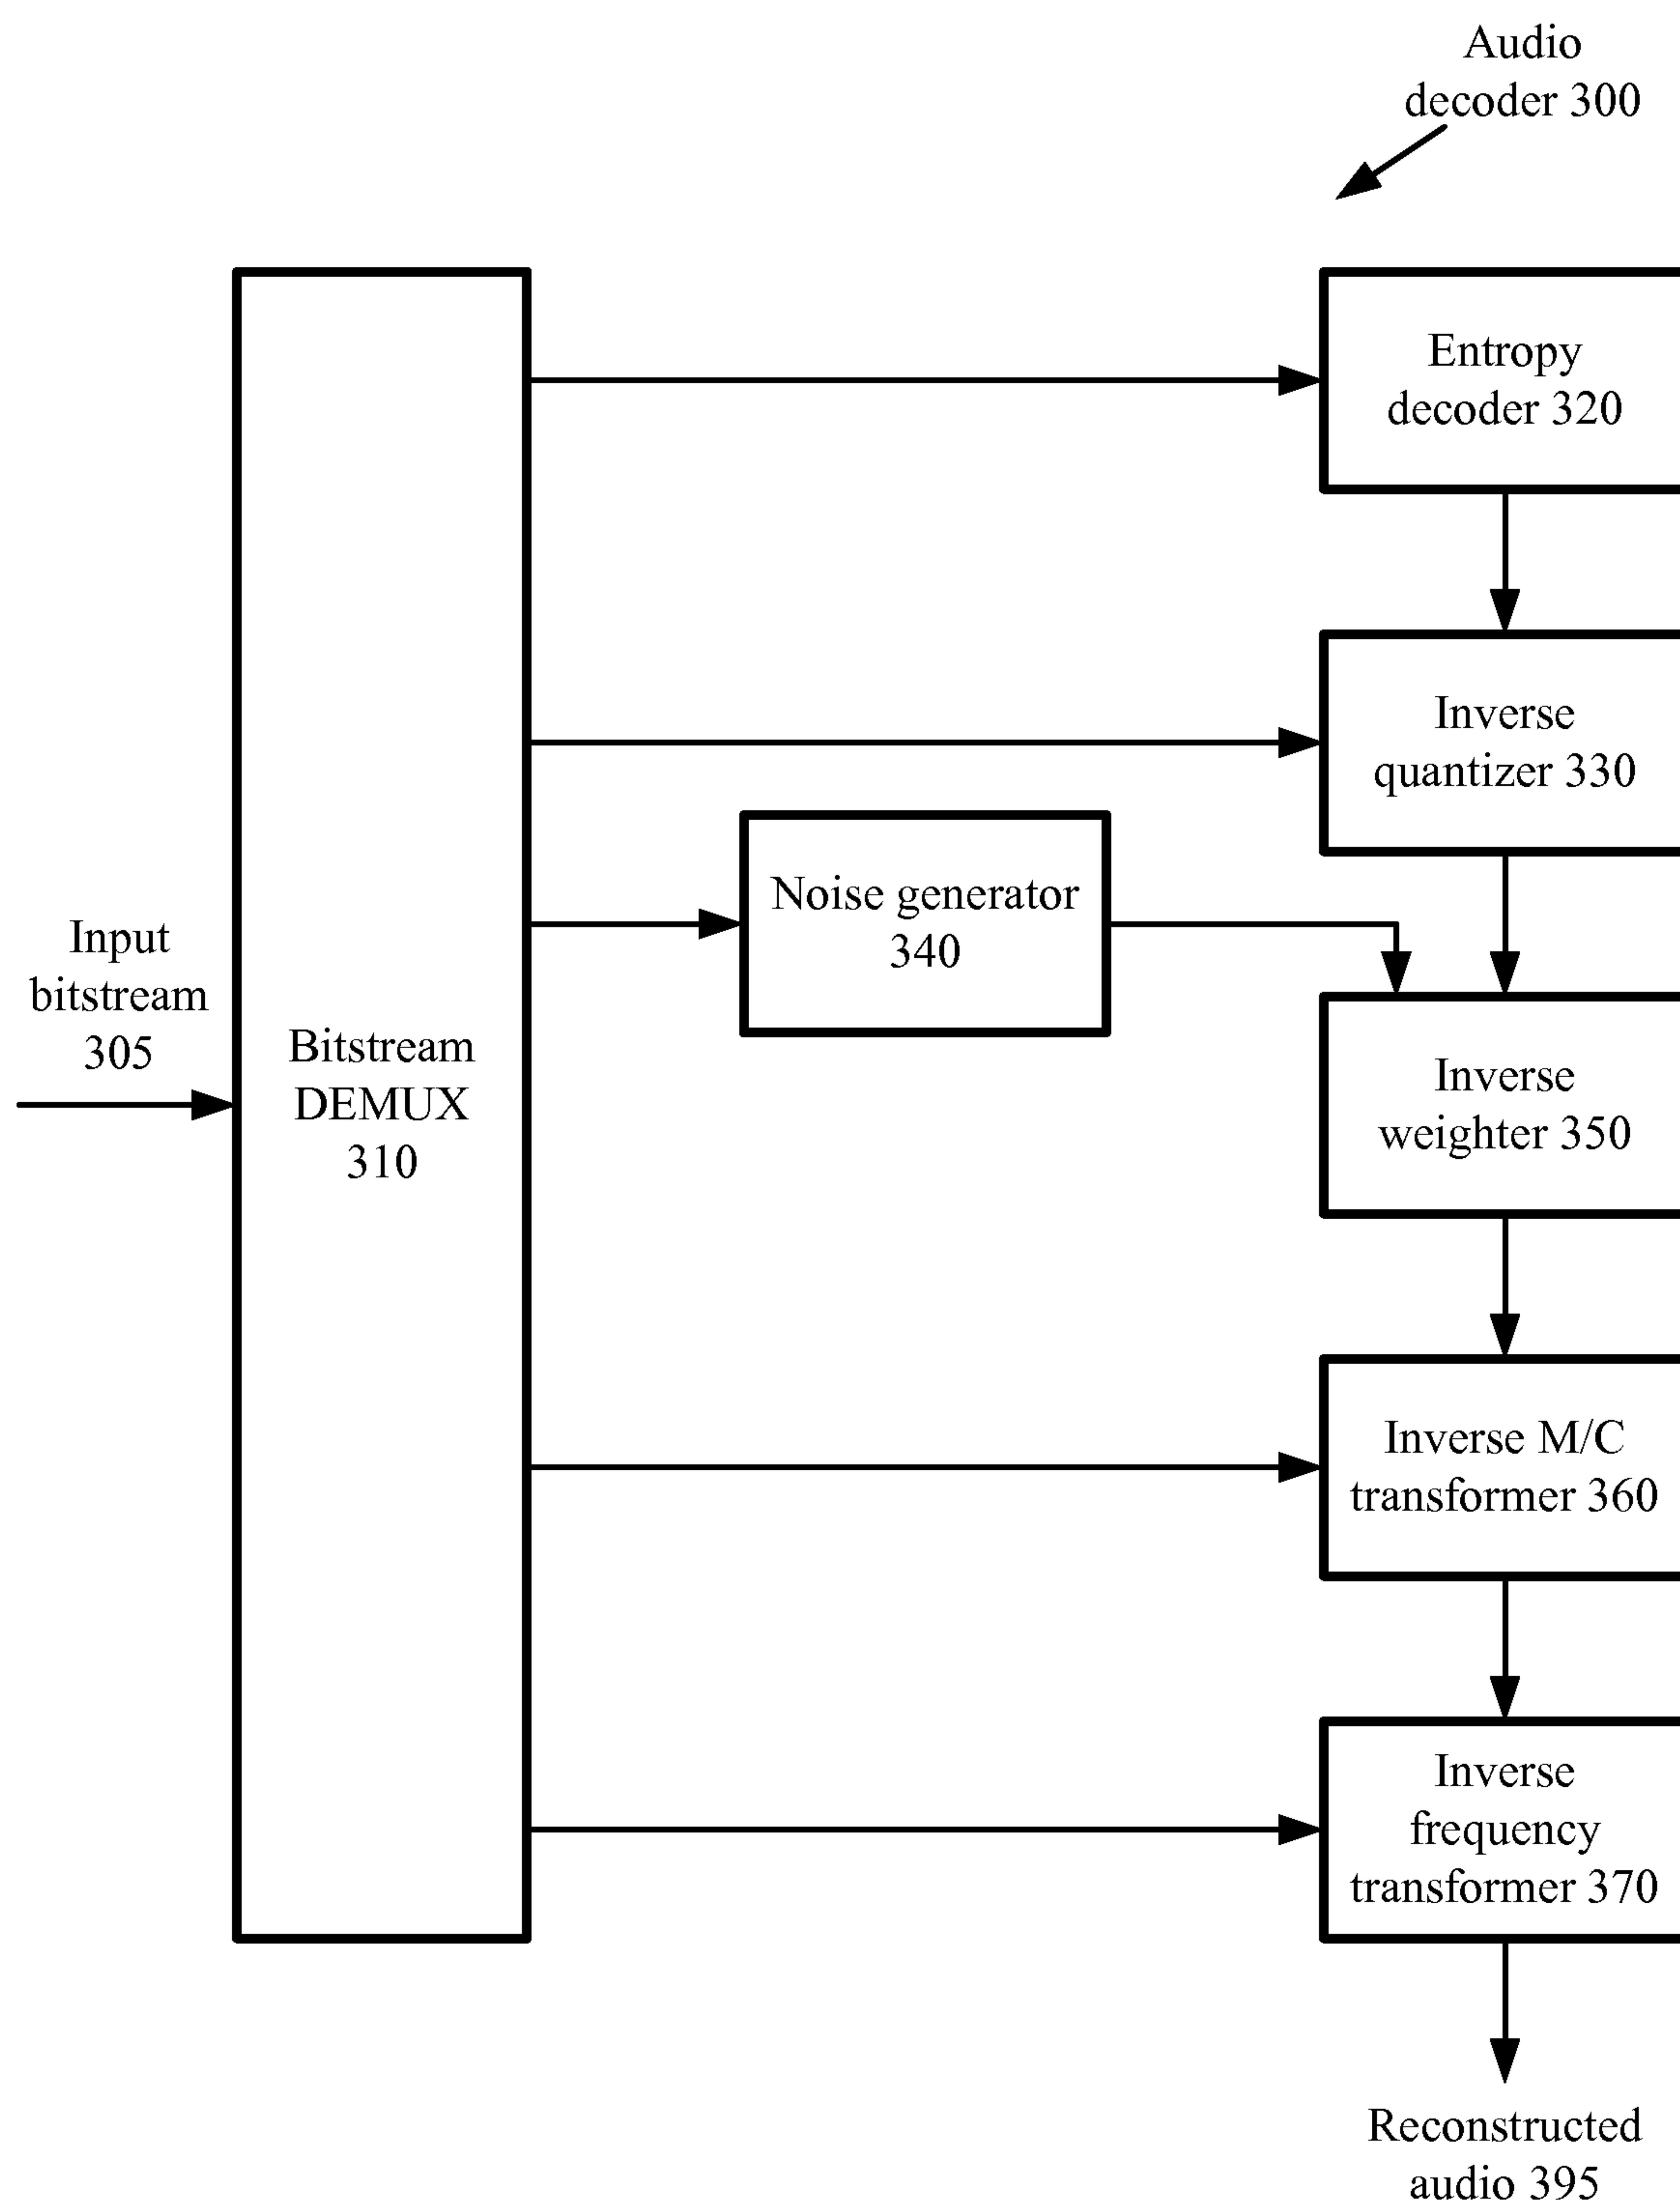 Audio
decoder 300
Entropy
decoder 320
Inverse
quantizer 330
Noise generator
340
Input
bitstream
305
Bitstream
DEMUX
310
Inverse
weighter 350
Inverse M/C
transformer 360
Inverse
frequency
transformer 370
Reconstructed
audio 395